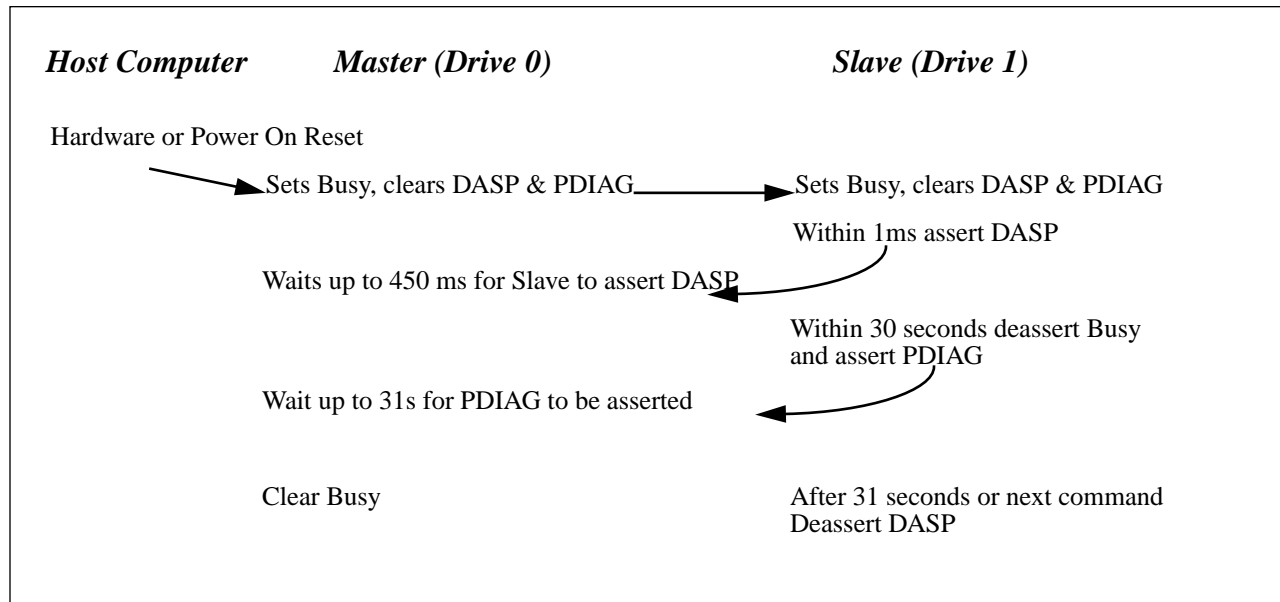 Host Computer Master (Drive 0) Slave (Drive 1)
Hardware or Power On Reset
Sets Busy, clears DASP & PDIAG Sets Busy, clears DASP & PDIAG
Within 1ms assert DASP
Waits up to 450 ms for Slave to assert DASP
Within 30 seconds deassert Busy
and assert PDIAG
Wait up to 31s for PDIAG to be asserted
Clear Busy After 31 seconds or next command
Deassert DASP